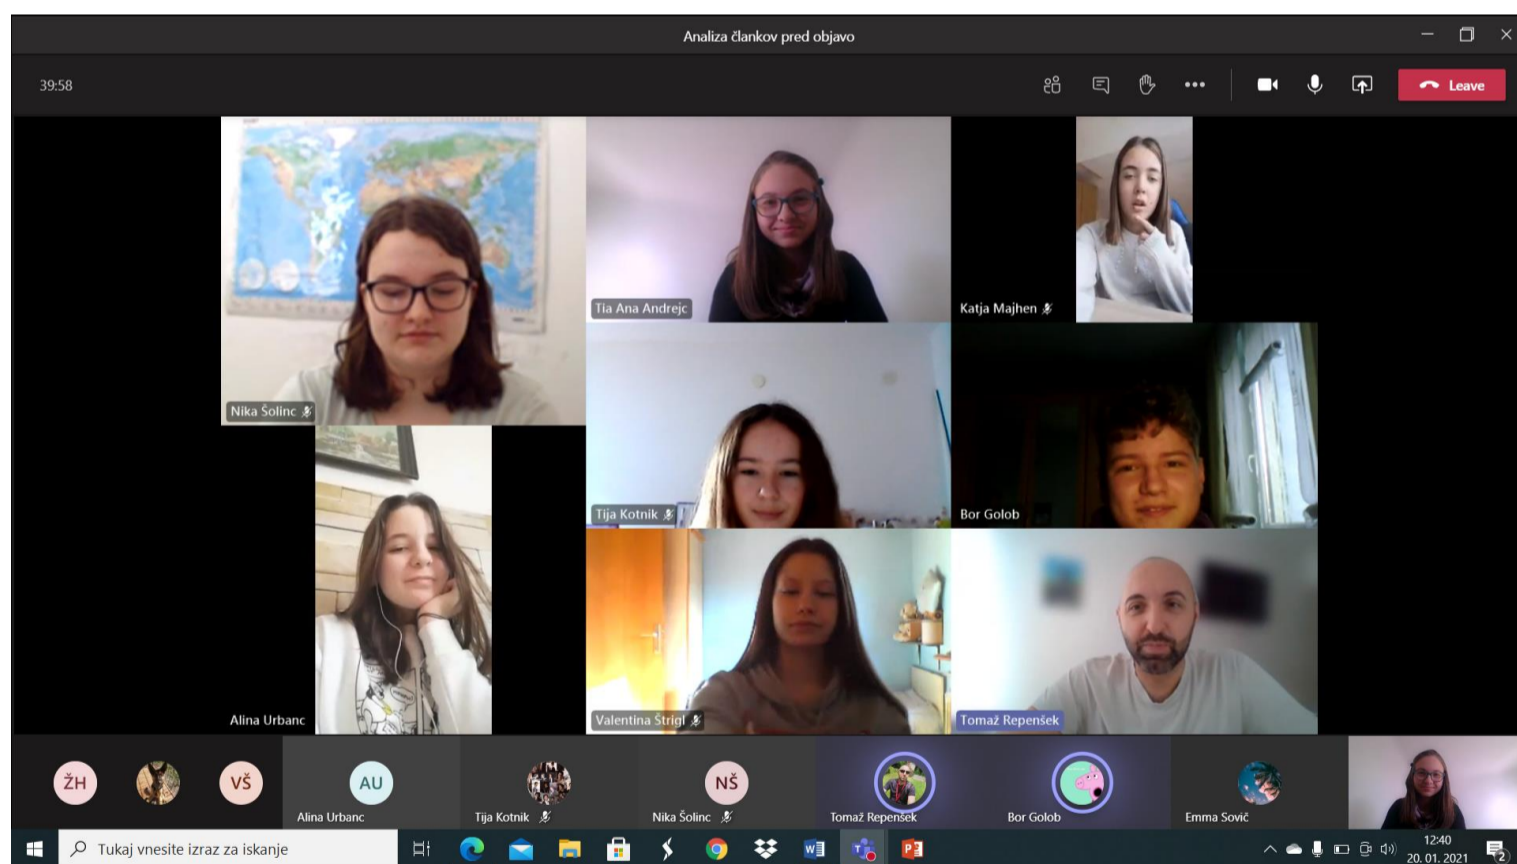 Analiza člankov pred objavo
39:58
Leave
Tia Ana Andrejc
Katja Majhen
Nika Šolinc
Tija Kotnik
Bor Golob
Alina Urbanc
Valentina Štrigl
Tomaž Repenšek
ŽH
VŠ
AU
NŠ
Alina Urbanc
Tija Kotnik
Nika Šolinc
Tomaž Repenšek
Bor Golob
Emma Sovič
Tukaj vnesite izraz za iskanje
12:40
20. 01. 2021
2